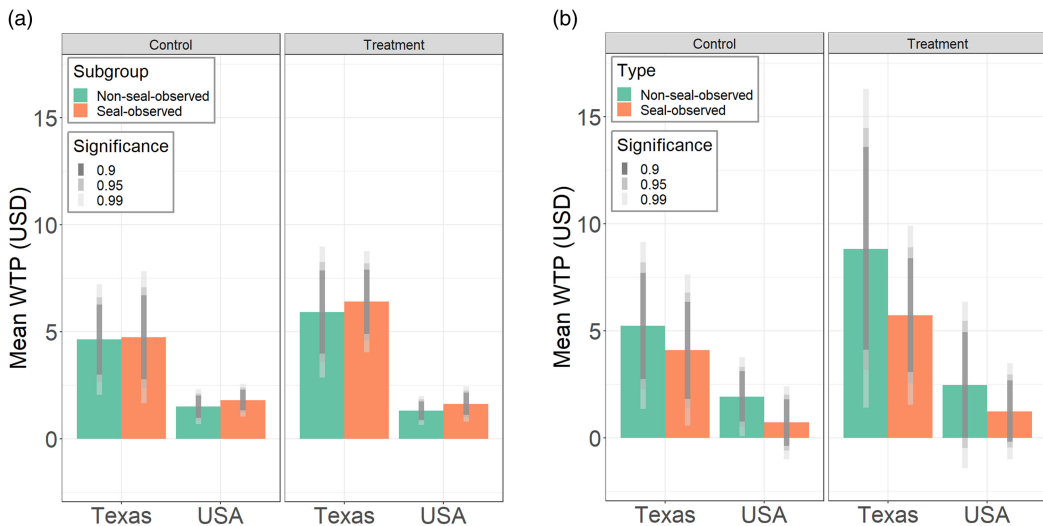 (a)
Control
Treatment
Subgroup
Non-seal-observed
Seal-observed
Significance
0.9
0.95
0.99
Mean WTP (USD)
15
10
5
0
Texas
USA
Texas
USA
(b)
Control
Treatment
Type
Non-seal-observed
Seal-observed
Significance
0.9
0.95
0.99
Mean WTP (USD)
15
10
5
0
Texas
USA
Texas
USA